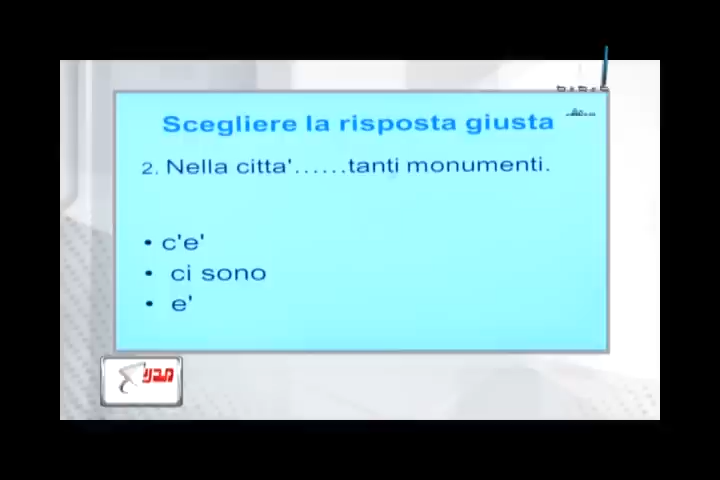 Scegliere la risposta giusta
2. Nella citta'......tanti monumenti.
• c'e'
• ci sono
• e'